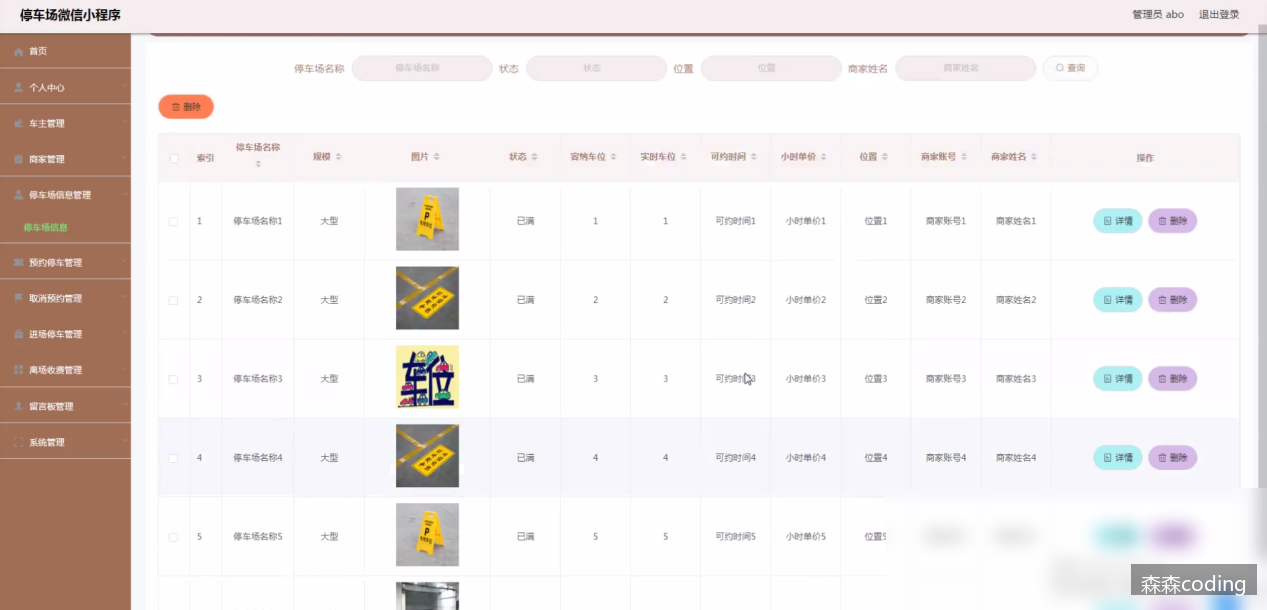 停车场微信小程序
管理员 abo 退出登录
首页
个人中心
车主管理
商家管理
停车场信息管理
停车场信息
预约停车管理
取消预约管理
进场停车管理
离场收费管理
留言板管理
系统管理
停车场名称 停车场名称 状态 状态 位置 位置 商家姓名 商家姓名 查询
删除
索引 停车场名称 规模 图片 状态 容纳车位 实时车位 可约时间 小时单价 位置 商家账号 商家姓名 操作
1 停车场名称1 大型 已满 1 1 可约时间1 小时单价1 位置1 商家账号1 商家姓名1 详情 删除
2 停车场名称2 大型 已满 2 2 可约时间2 小时单价2 位置2 商家账号2 商家姓名2 详情 删除
3 停车场名称3 大型 车位 已满 3 3 可约时间3 小时单价3 位置3 商家账号3 商家姓名3 详情 删除
4 停车场名称4 大型 已满 4 4 可约时间4 小时单价4 位置4 商家账号4 商家姓名4 详情 删除
5 停车场名称5 大型 已满 5 5 可约时间5 小时单价5 位置5
森森coding